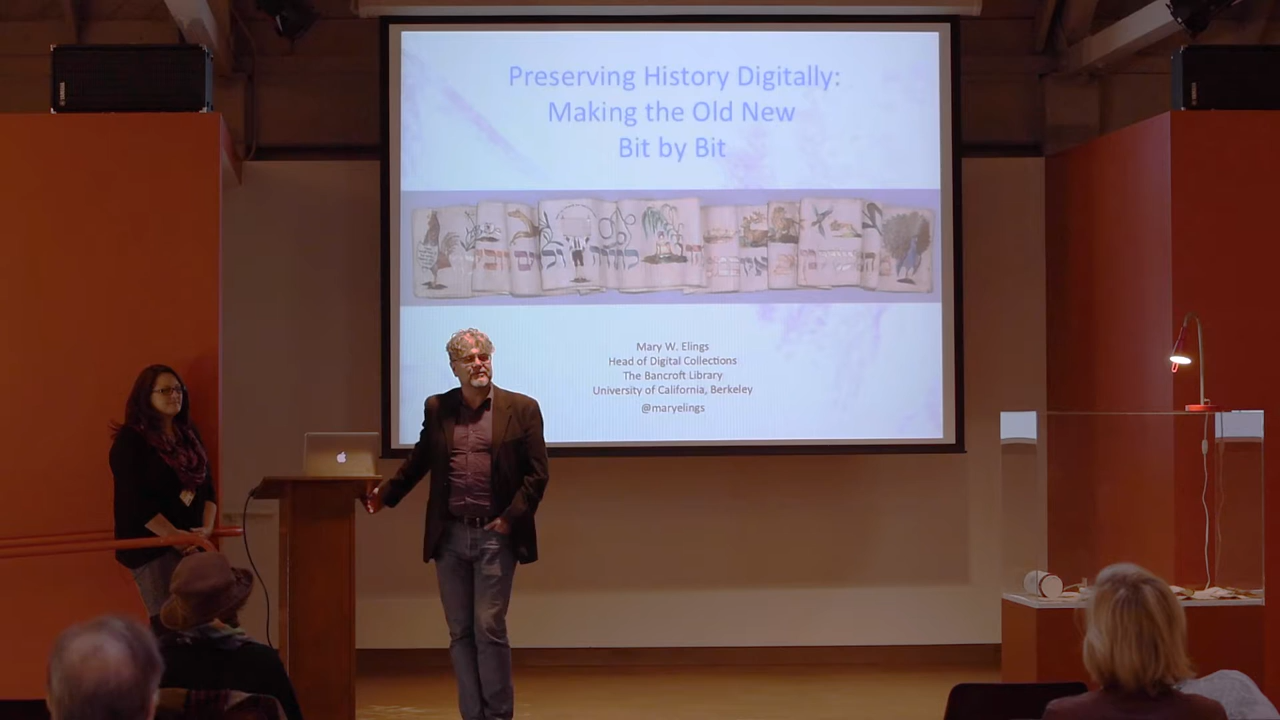 Preserving History Digitally:
Making the Old New
Bit by Bit
Mary W. Elings
Head of Digital Collections
The Bancroft Library
University of California, Berkeley
@maryelings